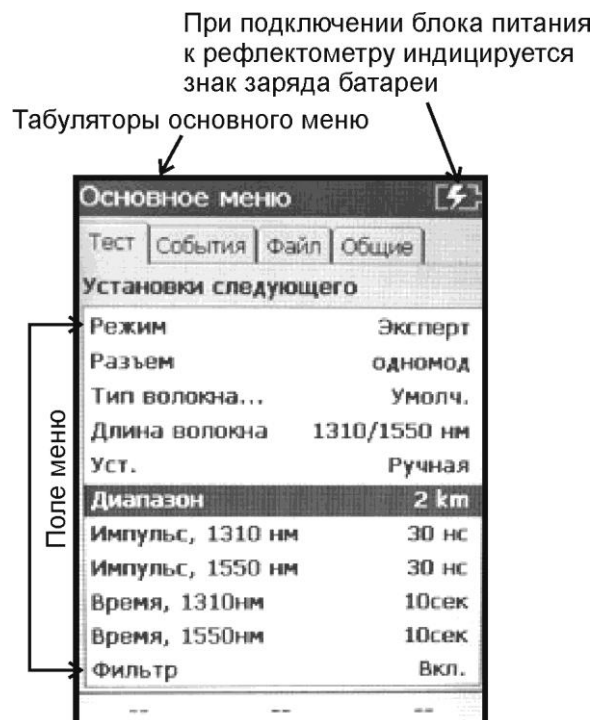 При подключении блока питания
к рефлектометру индицируется
знак заряда батареи
Табуляторы основного меню
Основное меню
Тест События Файл Общие
Установки следующего
Режим Эксперт
Разъем одномод
Тип волокна... Умолч.
Длина волокна 1310/1550 нм
Уст. Ручная
Диапазон 2 km
Импульс, 1310 нм 30 нс
Импульс, 1550 нм 30 нс
Время, 1310нм 10сек
Время, 1550нм 10сек
Фильтр Вкл.
-- -- --
Поле меню